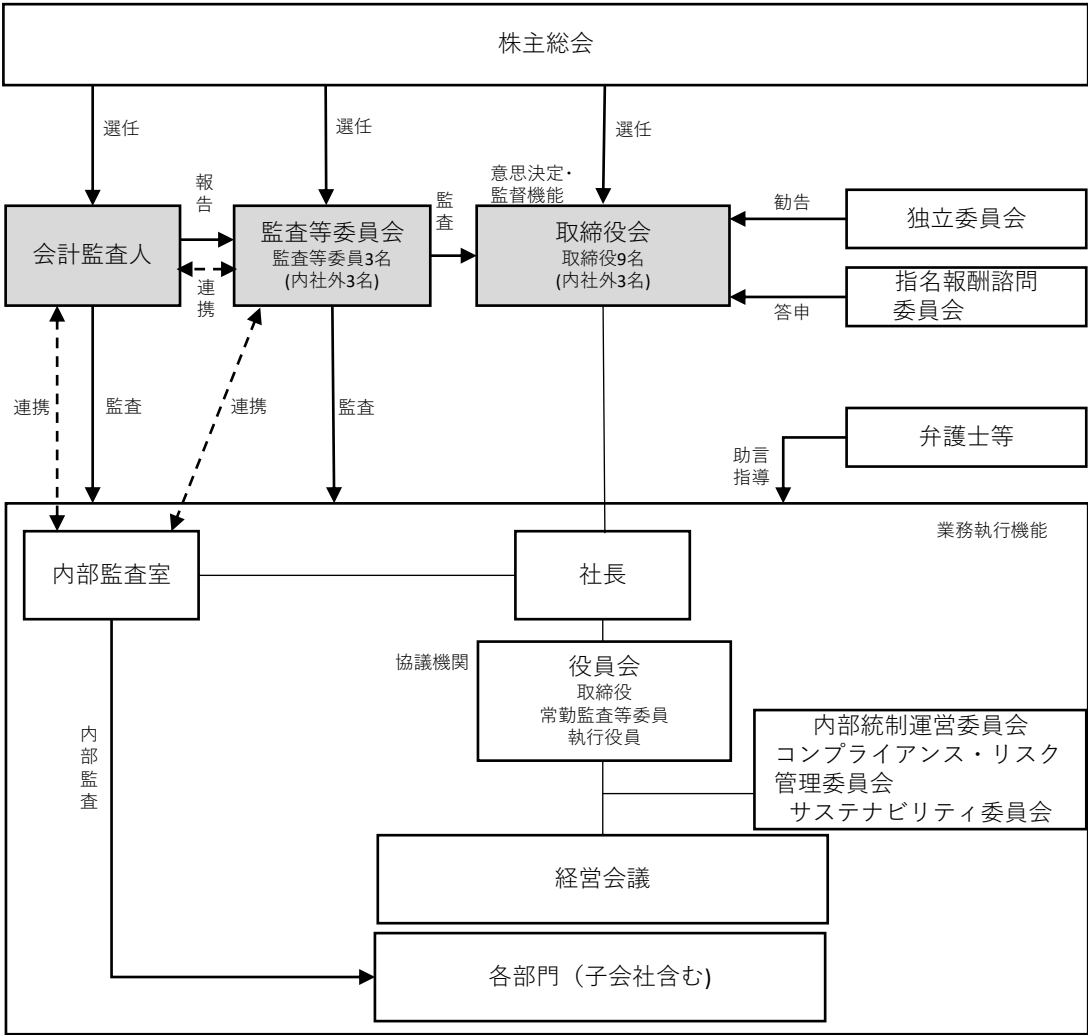 株主総会
選任
選任
選任
報告
監査
意思決定・
監督機能
会計監査人
監査等委員会
監査等委員3名
(内社外3名)
連携
取締役会
取締役9名
(内社外3名)
勧告
独立委員会
答申
指名報酬諮問
委員会
連携
監査
連携
監査
弁護士等
助言
指導
業務執行機能
内部監査室
社長
協議機関
役員会
取締役
常勤監査等委員
執行役員
内部監査
内部統制運営委員会
コンプライアンス・リスク
管理委員会
サステナビリティ委員会
経営会議
各部門（子会社含む)